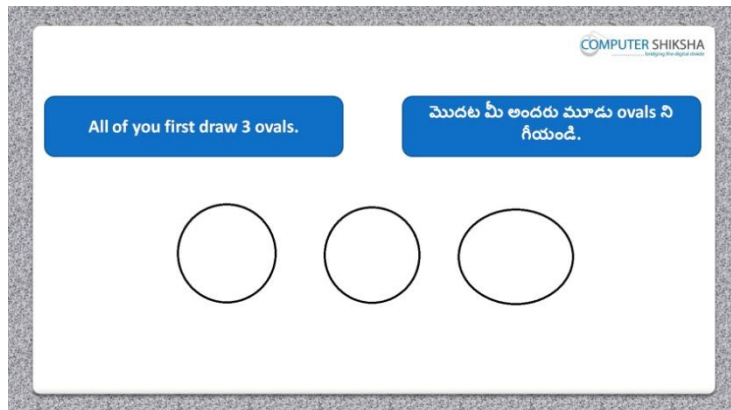 COMPUTER SHIKSHA
bridging the digital divide
All of you first draw 3 ovals.
మొదట మీ అందరు మూడు ovals ని
గీయండి.